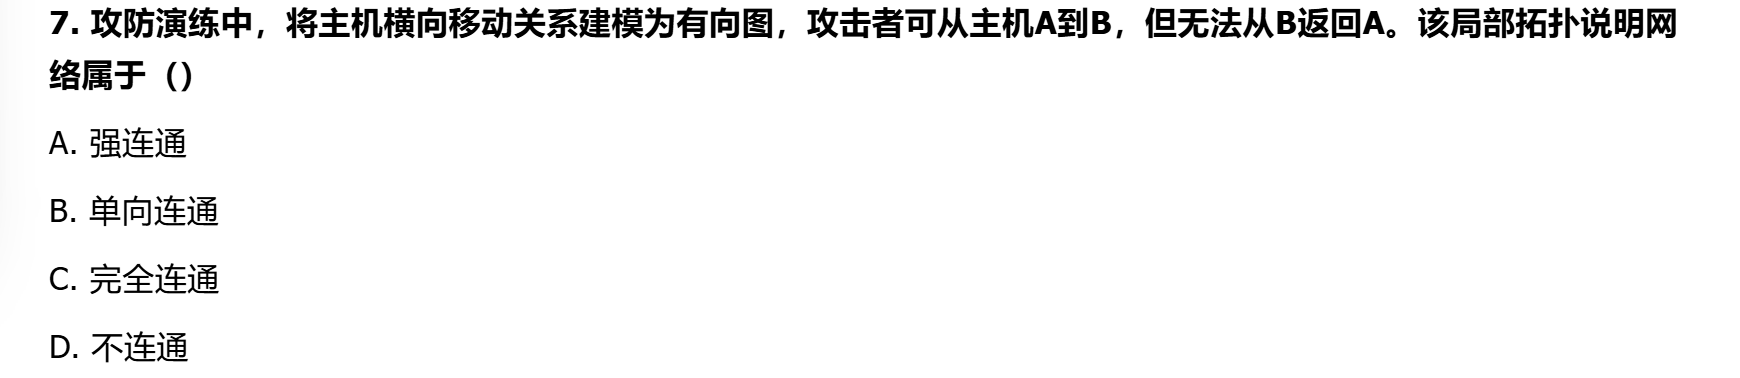 7. 攻防演练中，将主机横向移动关系建模为有向图，攻击者可从主机A到B，但无法从B返回A。该局部拓扑说明网
络属于（）
A. 强连通
B. 单向连通
C. 完全连通
D. 不连通